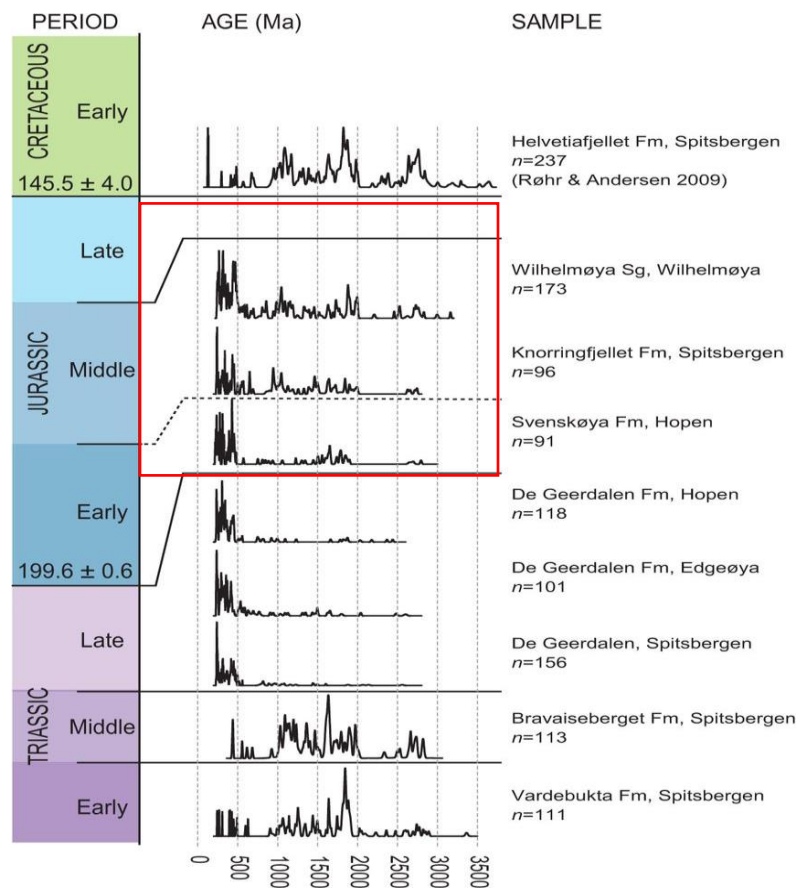 PERIOD AGE (Ma) SAMPLE
CRETACEOUS
Early
145.5 ± 4.0
Helvetiafjellet Fm, Spitsbergen
n=237
(Røhr & Andersen 2009)
JURASSIC
Late
Wilhelmøya Sg, Wilhelmøya
n=173
Middle
Knorringfjellet Fm, Spitsbergen
n=96
Svenskøya Fm, Hopen
n=91
Early
199.6 ± 0.6
De Geerdalen Fm, Hopen
n=118
De Geerdalen Fm, Edgeøya
n=101
TRIASSIC
Late
De Geerdalen, Spitsbergen
n=156
Middle
Bravaiseberget Fm, Spitsbergen
n=113
Early
Vardebukta Fm, Spitsbergen
n=111
0 500 1000 1500 2000 2500 3000 3500